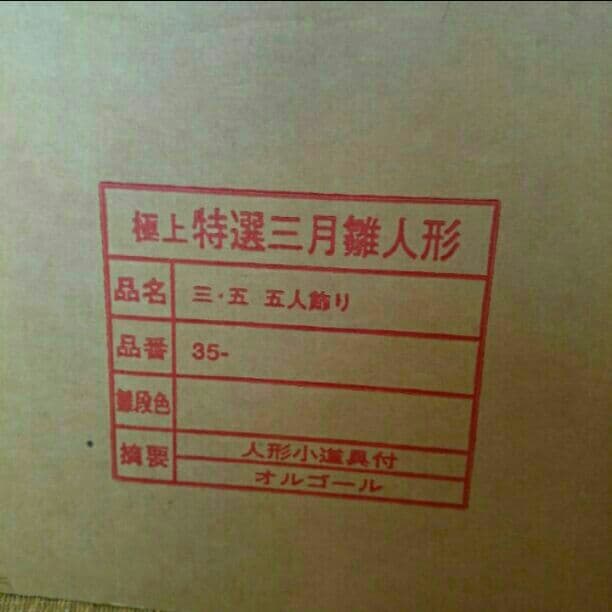 極上 特選三月雛人形
品名 三・五 五人飾り
品番 35-
雛段色
摘要 人形小道具付
オルゴール